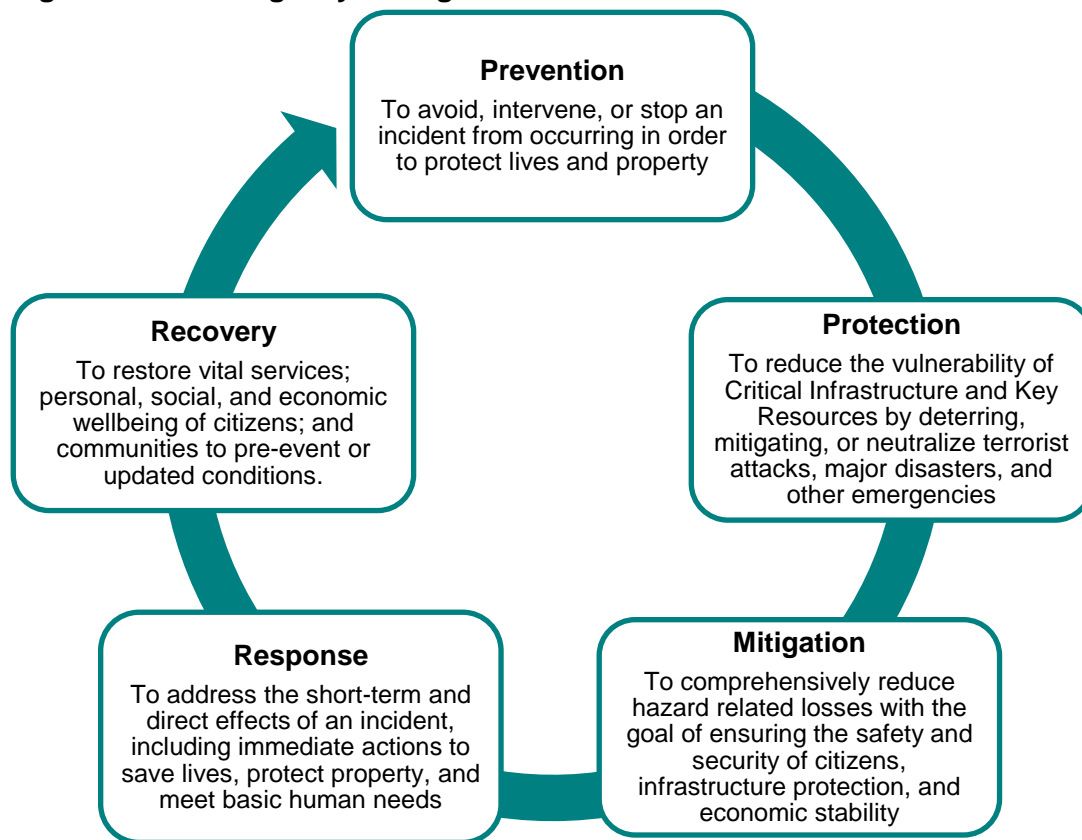 Prevention
To avoid, intervene, or stop an
incident from occurring in order
to protect lives and property
Protection
To reduce the vulnerability of
Critical Infrastructure and Key
Resources by deterring,
mitigating, or neutralize terrorist
attacks, major disasters, and
other emergencies
Mitigation
To comprehensively reduce
hazard related losses with the
goal of ensuring the safety and
security of citizens,
infrastructure protection, and
economic stability
Response
To address the short-term and
direct effects of an incident,
including immediate actions to
save lives, protect property, and
meet basic human needs
Recovery
To restore vital services;
personal, social, and economic
wellbeing of citizens; and
communities to pre-event or
updated conditions.